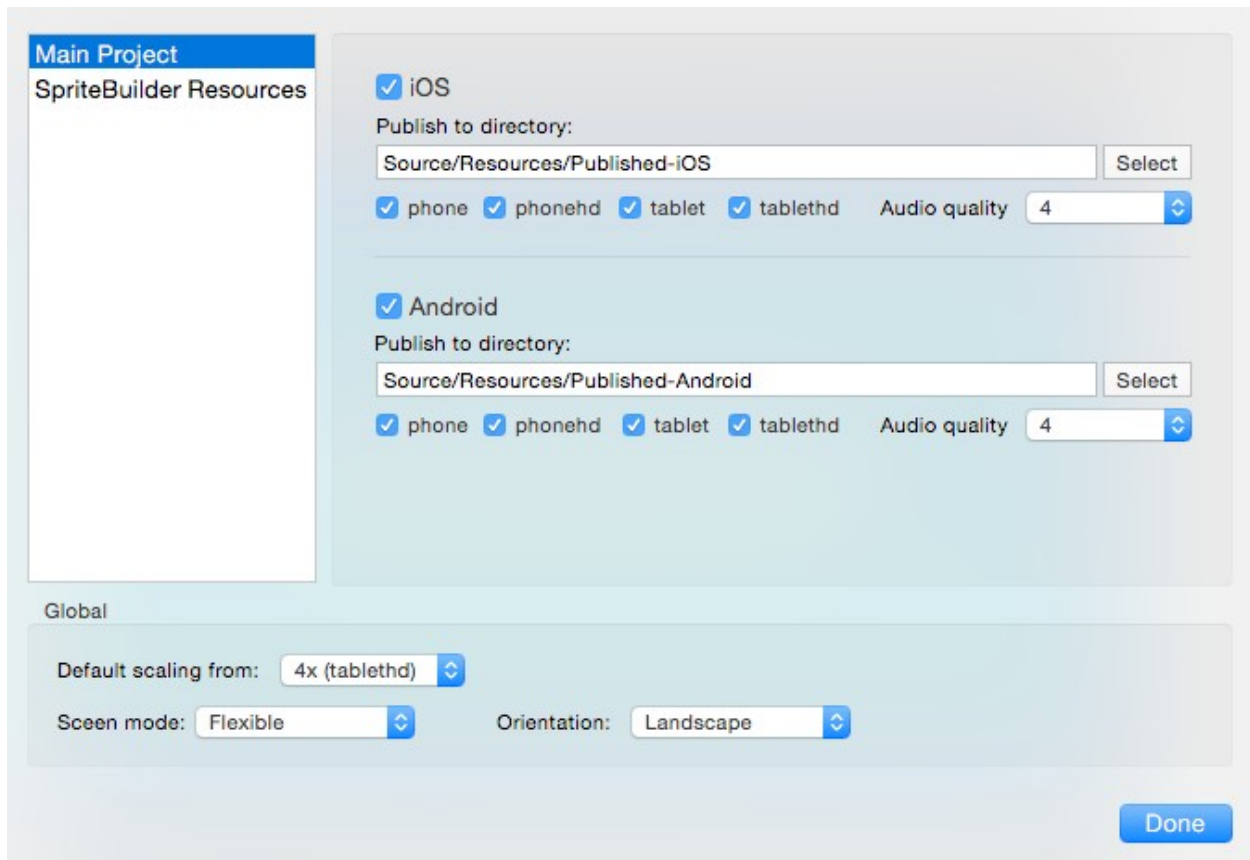 Main Project
SpriteBuilder Resources
iOS
Publish to directory:
Source/Resources/Published-iOS Select
phone phonehd tablet tablethd Audio quality 4
Android
Publish to directory:
Source/Resources/Published-Android Select
phone phonehd tablet tablethd Audio quality 4
Global
Default scaling from: 4x (tablethd)
Sceen mode: Flexible Orientation: Landscape
Done